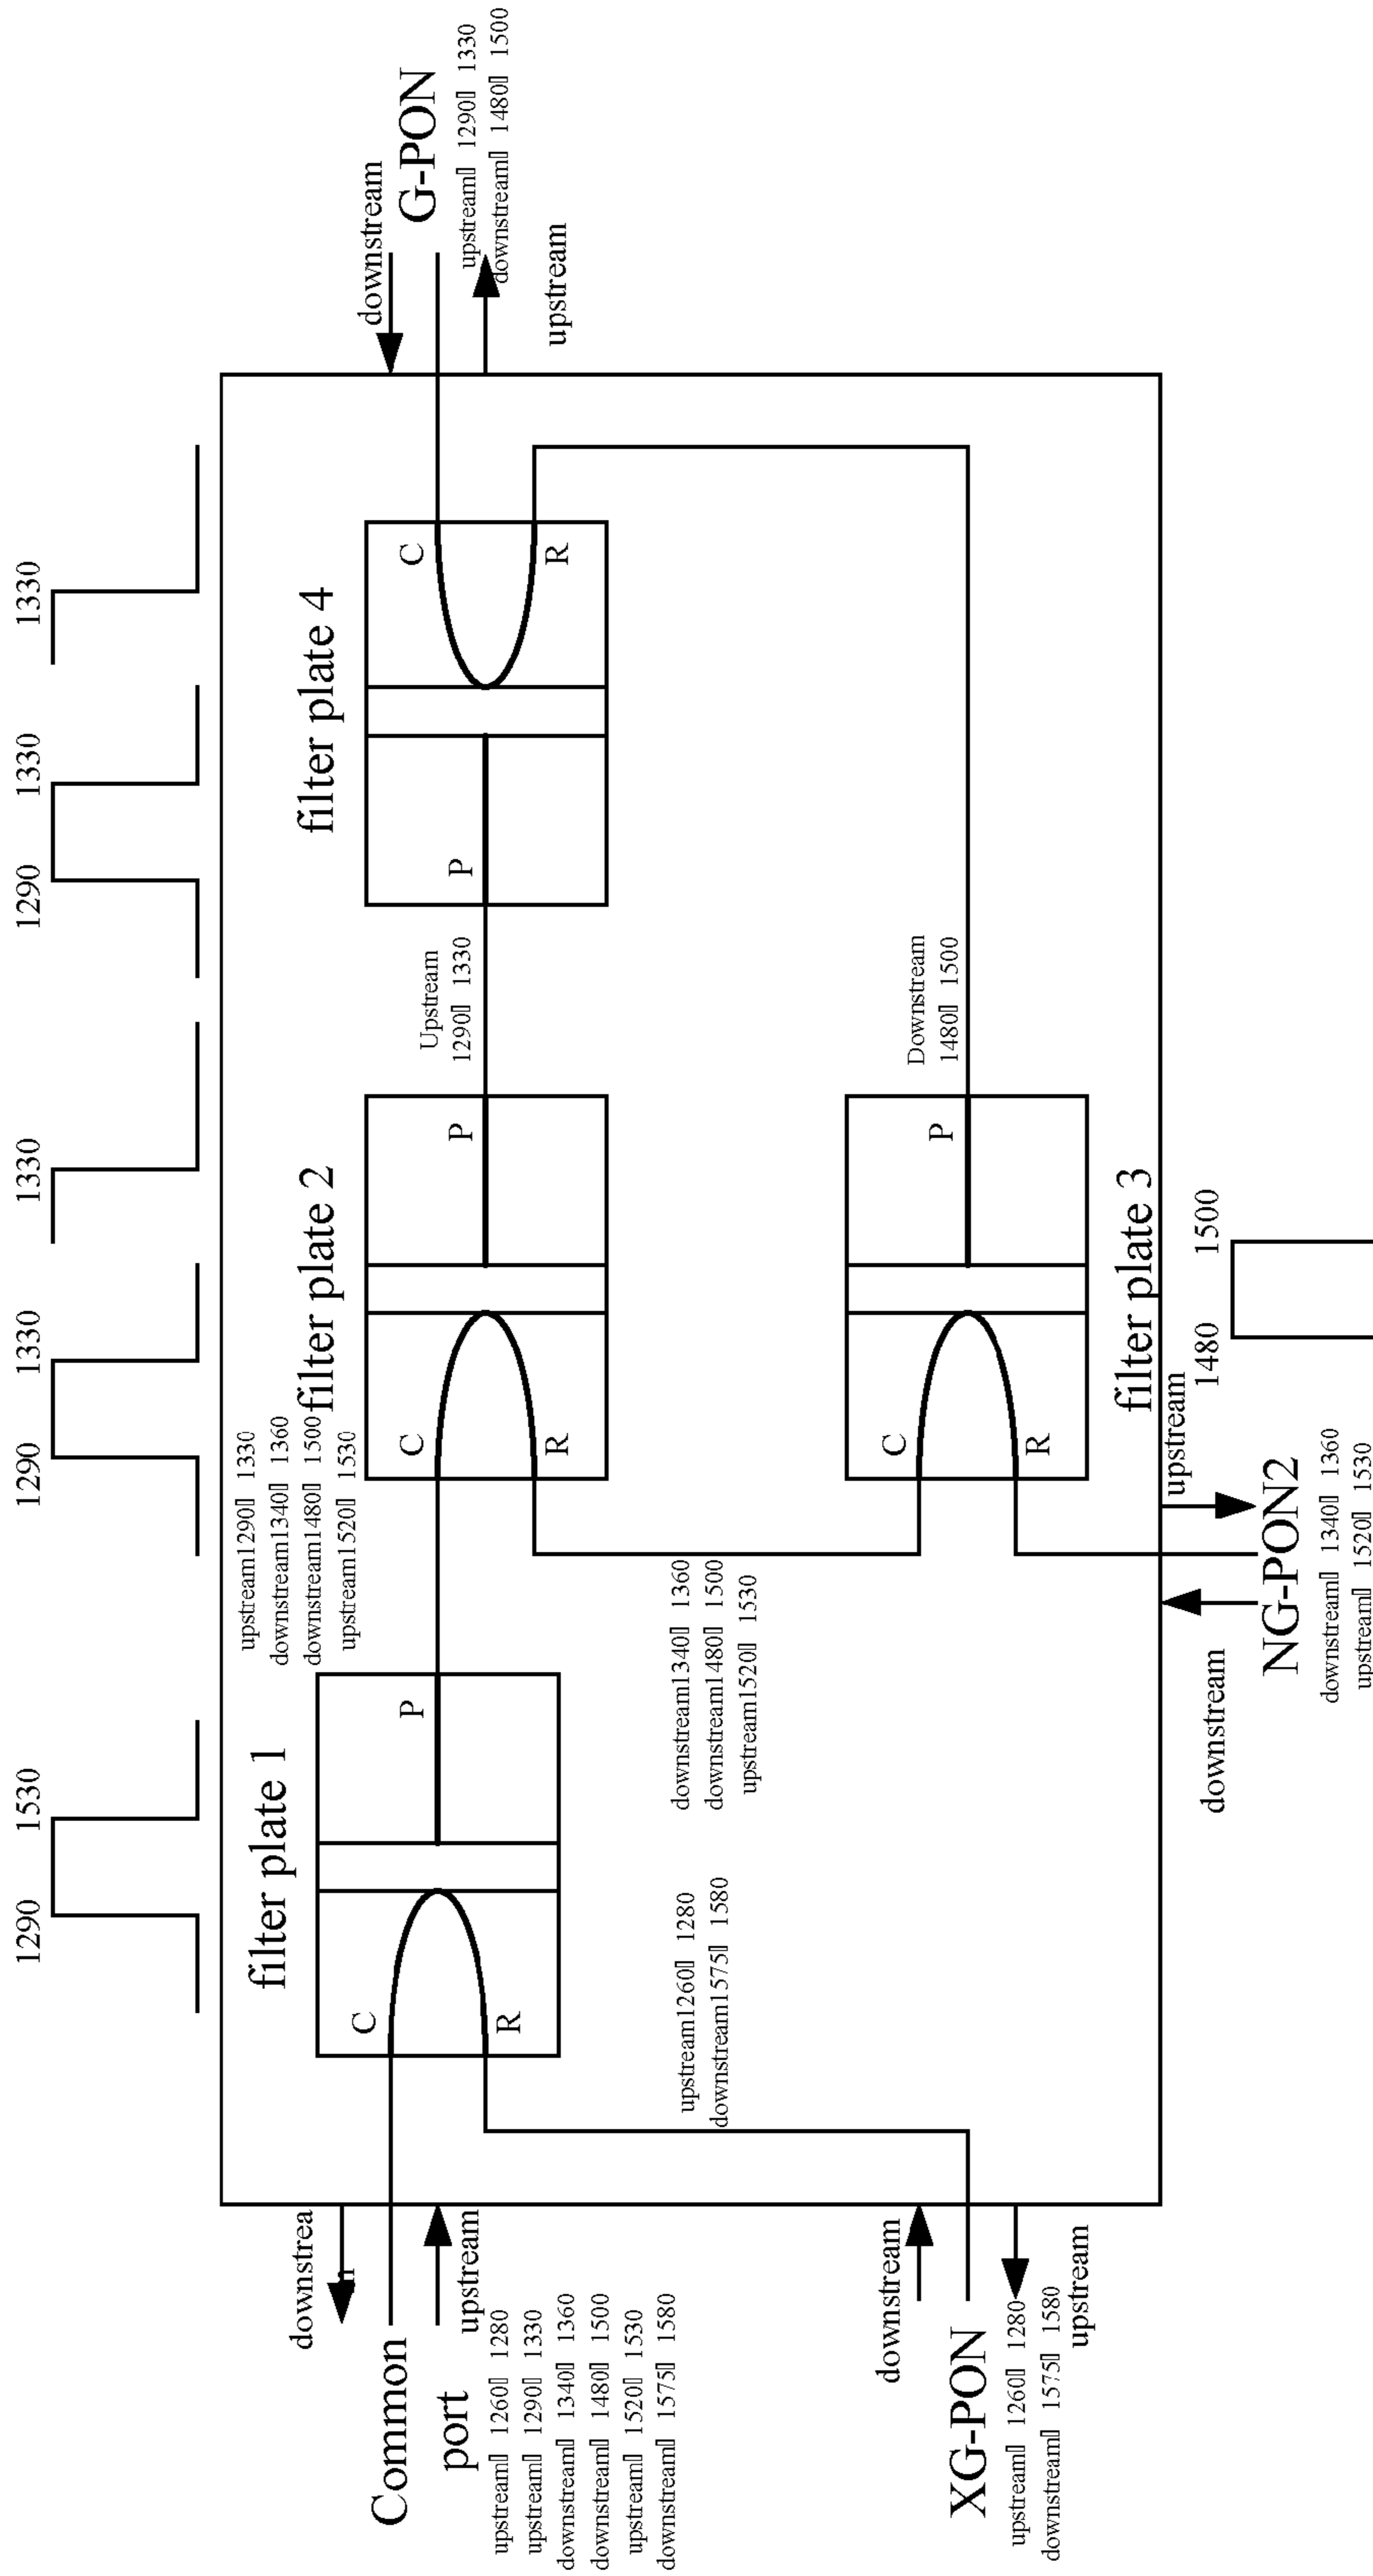 1290 1530
1290 1330
1330
1290 1330
1330
filter plate 1
filter plate 2
filter plate 4
downstrea
m
Common
port
upstream
upstream▯ 1260▯ 1280
upstream▯ 1290▯ 1330
downstream▯ 1340▯ 1360
downstream▯ 1480▯ 1500
upstream▯ 1520▯ 1530
downstream▯ 1575▯ 1580
C
R
P
upstream1290▯ 1330
downstream1340▯ 1360
downstream1480▯ 1500
upstream1520▯ 1530
C
R
P
Upstream
1290▯ 1330
P
C
R
downstream
G-PON
upstream▯ 1290▯ 1330
downstream▯ 1480▯ 1500
upstream
upstream1260▯ 1280
downstream1575▯ 1580
downstream1340▯ 1360
downstream1480▯ 1500
upstream1520▯ 1530
downstream
XG-PON
upstream▯ 1260▯ 1280
downstream▯ 1575▯ 1580
upstream
C
R
P
Downstream
1480▯ 1500
filter plate 3
1480 1500
upstream
downstream
NG-PON2
downstream▯ 1340▯ 1360
upstream▯ 1520▯ 1530